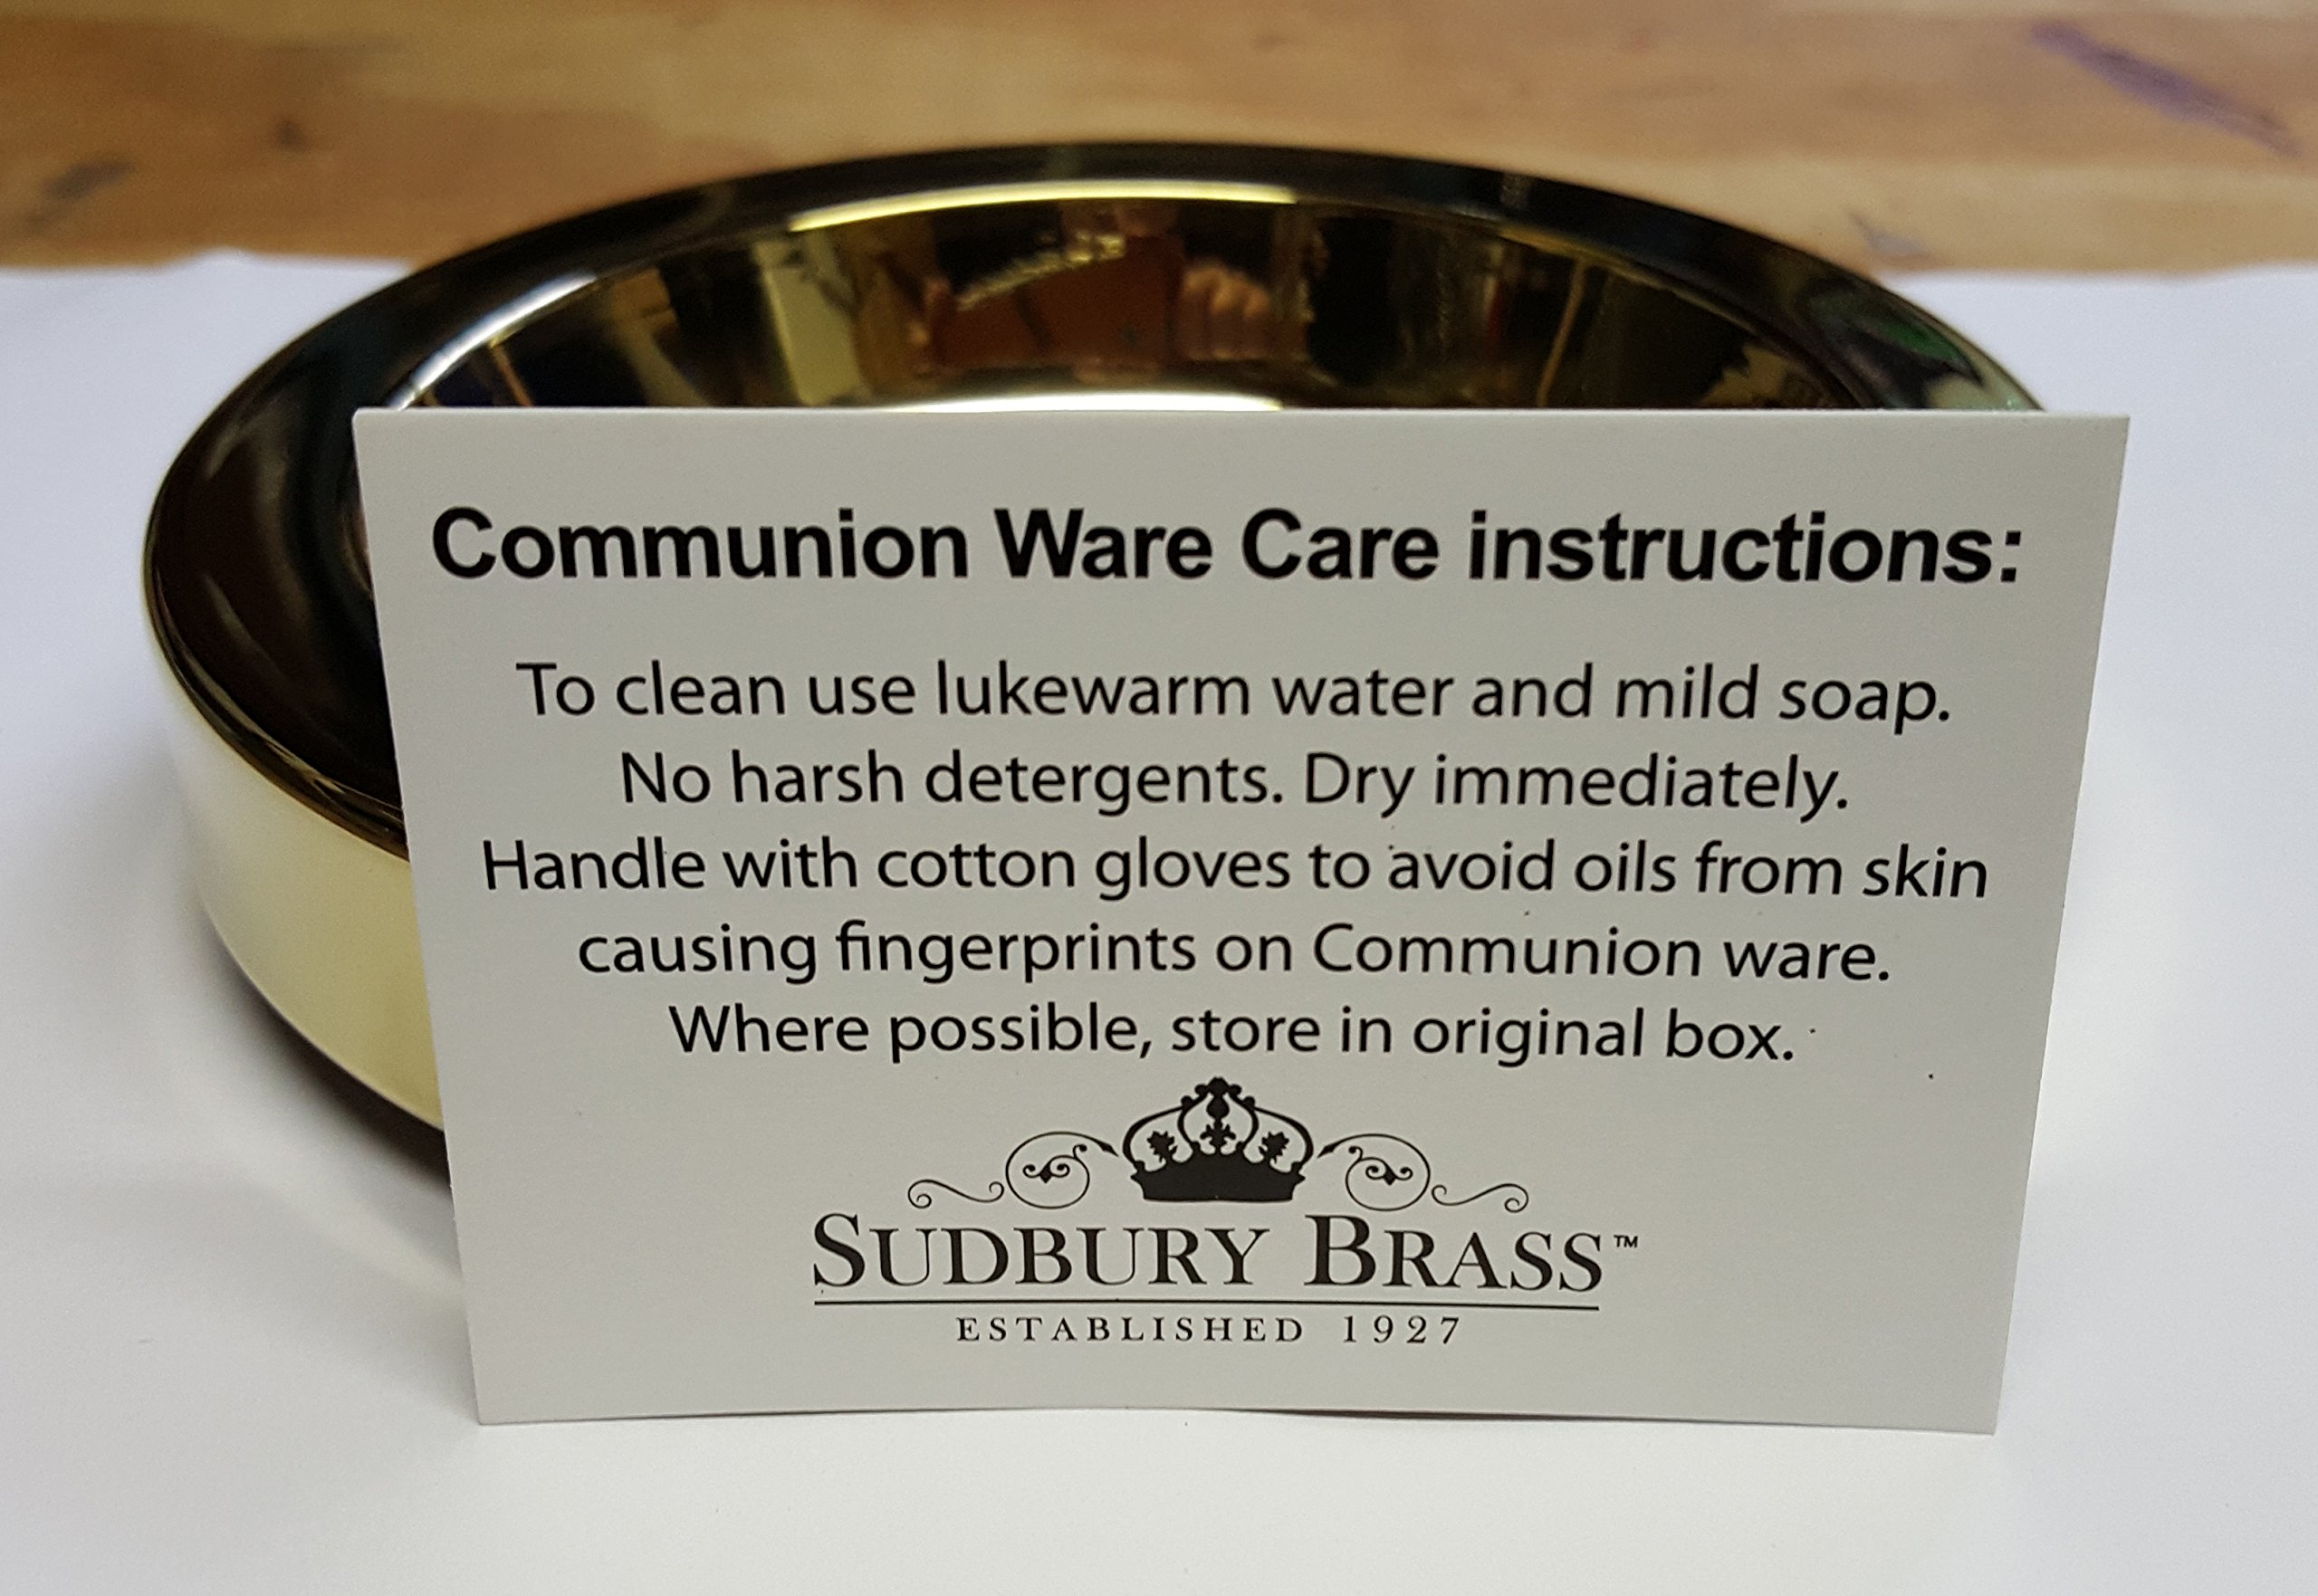 Communion Ware Care instructions:
To clean use lukewarm water and mild soap.
No harsh detergents. Dry immediately.
Handle with cotton gloves to avoid oils from skin
causing fingerprints on Communion ware.
Where possible, store in original box.
SUDBURY BRASS™
ESTABLISHED 1927